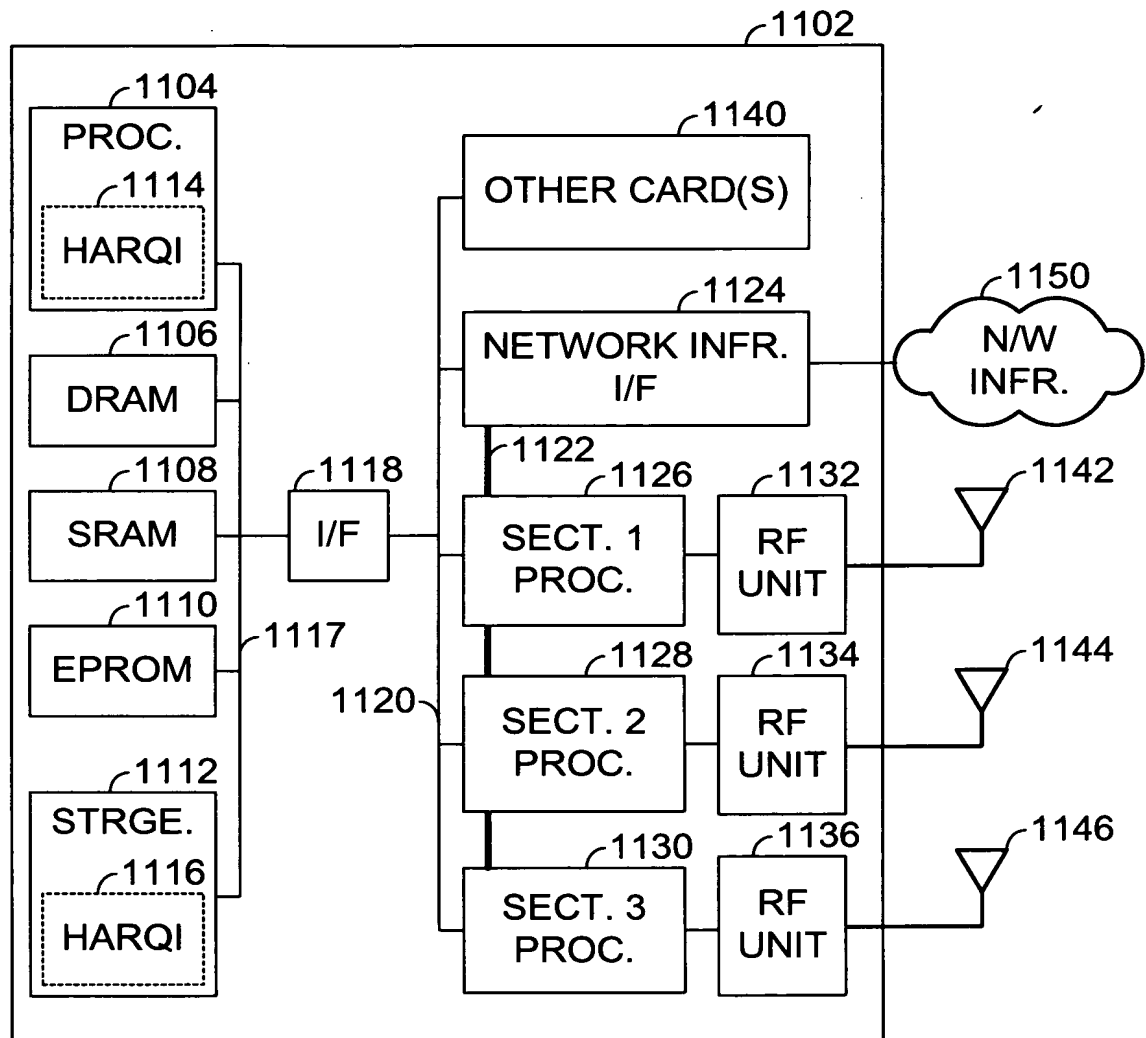 1102
1104
PROC.
1114
HARQI
1106
DRAM
1108
SRAM
1110
EPROM
1117
1112
STRGE.
1116
HARQI
1118
I/F
1120
1140
OTHER CARD(S)
1124
NETWORK INFR.
I/F
1150
N/W
INFR.
1122
1126
SECT. 1
PROC.
1132
RF
UNIT
1142
1128
SECT. 2
PROC.
1134
RF
UNIT
1144
1130
SECT. 3
PROC.
1136
RF
UNIT
1146